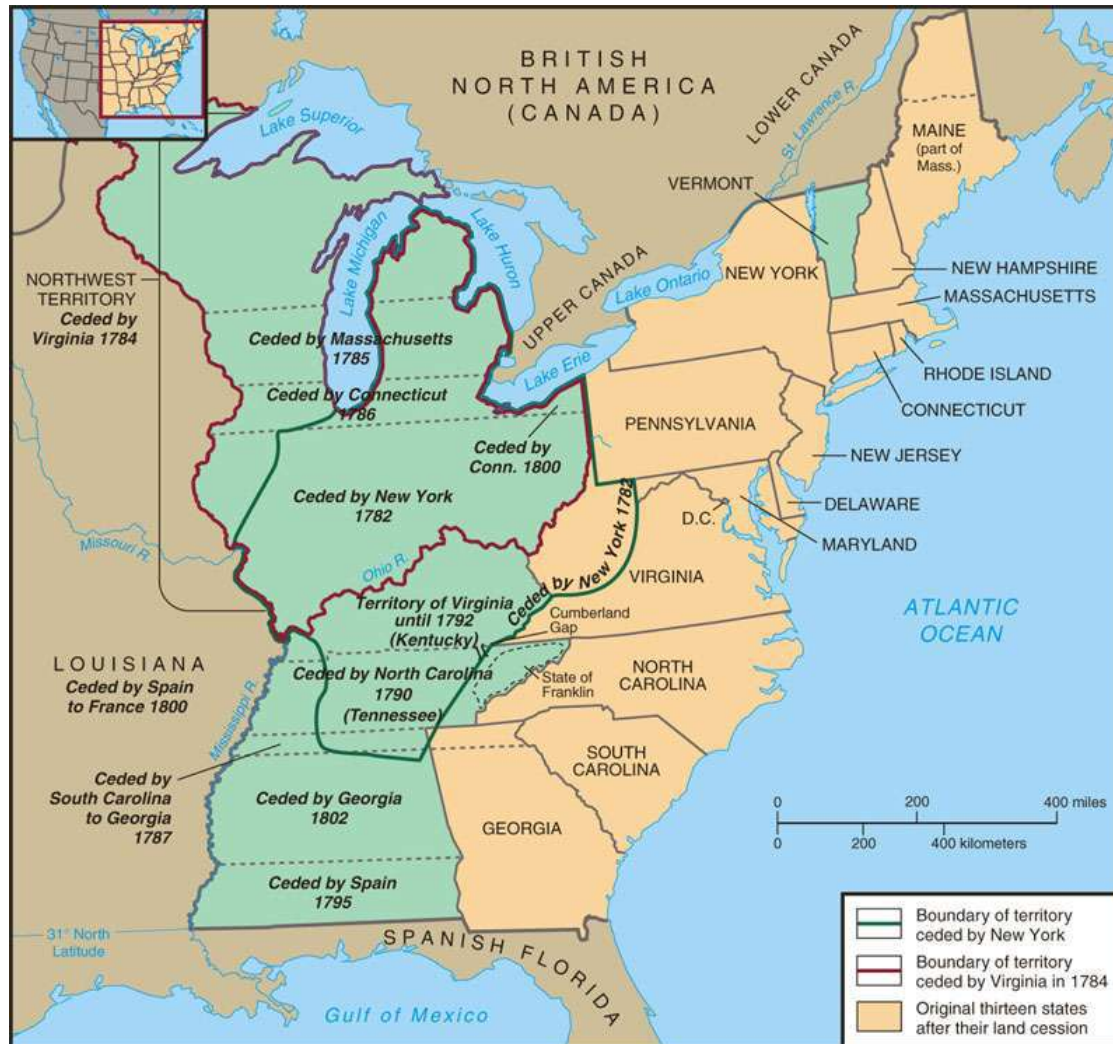 BRITISH
NORTH AMERICA
(CANADA)
LOWER CANADA
St. Lawrence R.
MAINE
(part of
Mass.)
Lake Superior
VERMONT
Lake Michigan
Lake Huron
UPPER CANADA
Lake Ontario
NEW YORK
NEW HAMPSHIRE
MASSACHUSETTS
NORTHWEST
TERRITORY
Ceded by
Virginia 1784
Ceded by Massachusetts
1785
Lake Erie
RHODE ISLAND
CONNECTICUT
Ceded by Connecticut
1786
PENNSYLVANIA
NEW JERSEY
Ceded by
Conn. 1800
Ceded by New York
1782
D.C.
DELAWARE
MARYLAND
Missouri R.
Ohio R.
Ceded by New York 1782
VIRGINIA
Territory of Virginia
until 1792
(Kentucky)
Cumberland
Gap
ATLANTIC
OCEAN
LOUISIANA
Ceded by Spain
to France 1800
Mississippi R.
Ceded by North Carolina
1790
(Tennessee)
State of
Franklin
NORTH
CAROLINA
SOUTH
CAROLINA
Ceded by
South Carolina
to Georgia
1787
Ceded by Georgia
1802
GEORGIA
0 200 400 miles
0 200 400 kilometers
Ceded by Spain
1795
31° North
Latitude
SPANISH FLORIDA
Gulf of Mexico
Boundary of territory
ceded by New York
Boundary of territory
ceded by Virginia in 1784
Original thirteen states
after their land cession